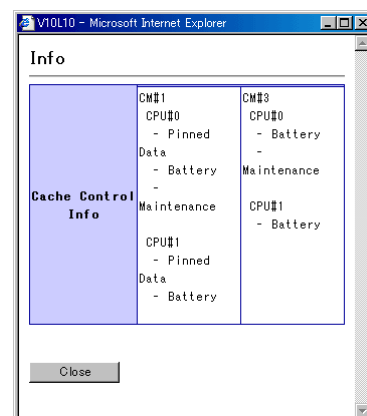 V10L10 - Microsoft Internet Explorer
Info
Cache Control
Info
CM#1
CPU#0
- Pinned
Data
- Battery
-
Maintenance
CPU#1
- Pinned
Data
- Battery
CM#3
CPU#0
- Battery
-
Maintenance
CPU#1
- Battery
Close